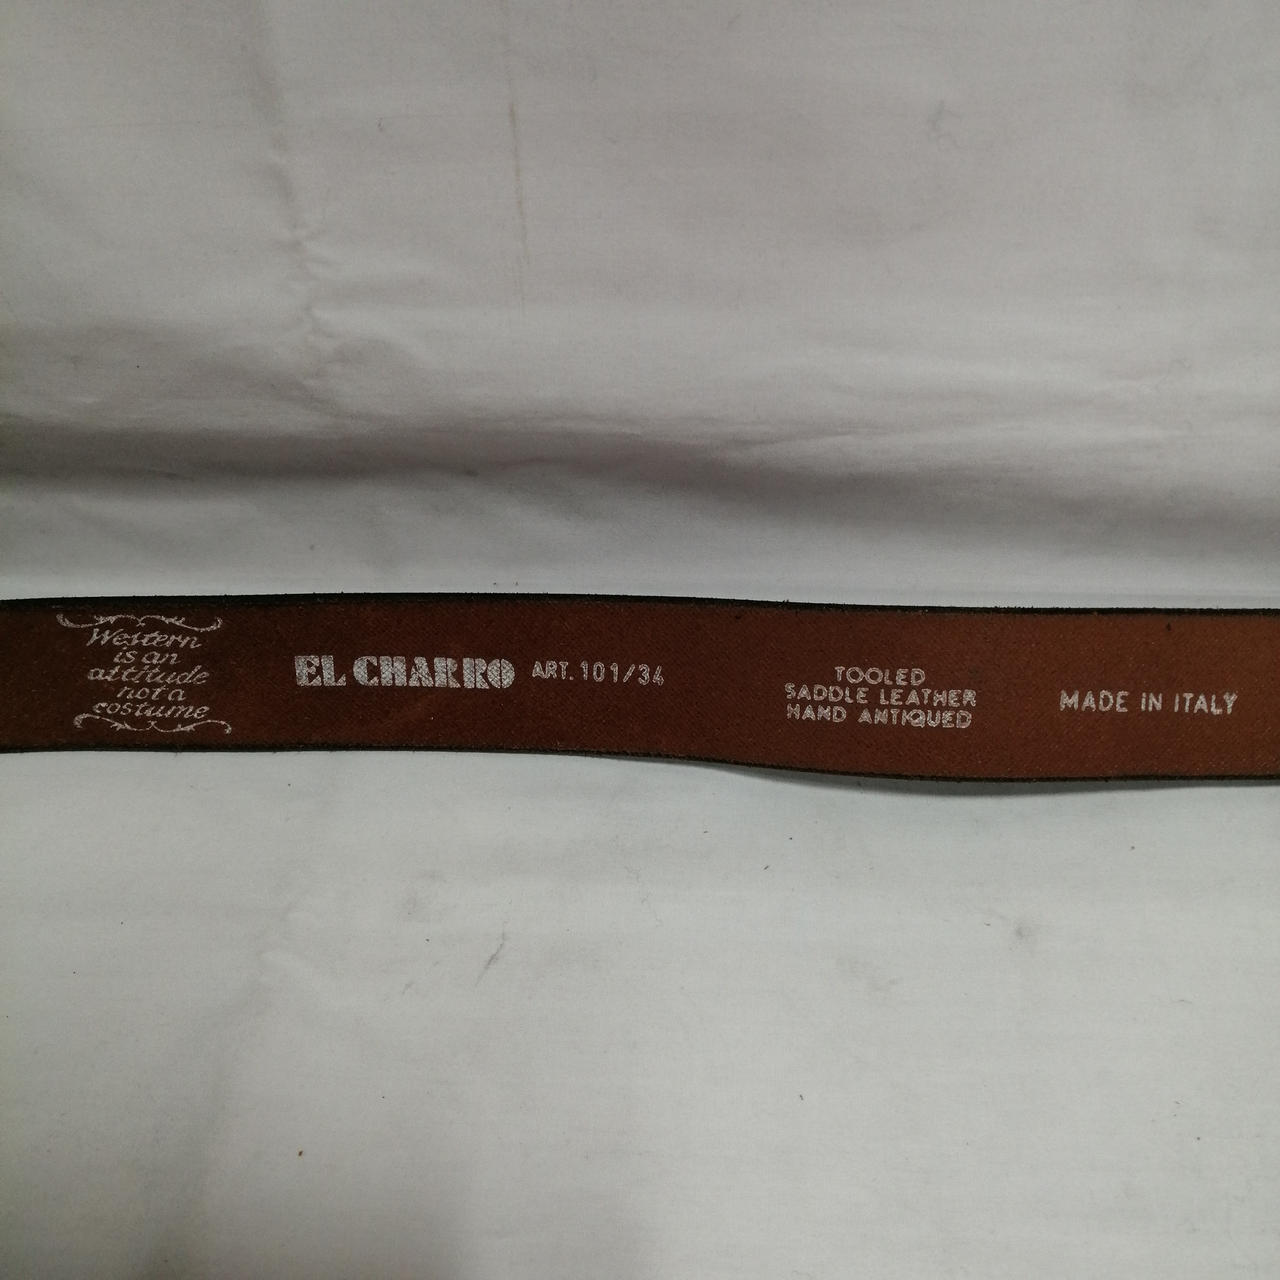 Western
is an
attitude
not a
costume
EL CHARRO ART. 101/34
TOOLED
SADDLE LEATHER
HAND ANTIQUED
MADE IN ITALY